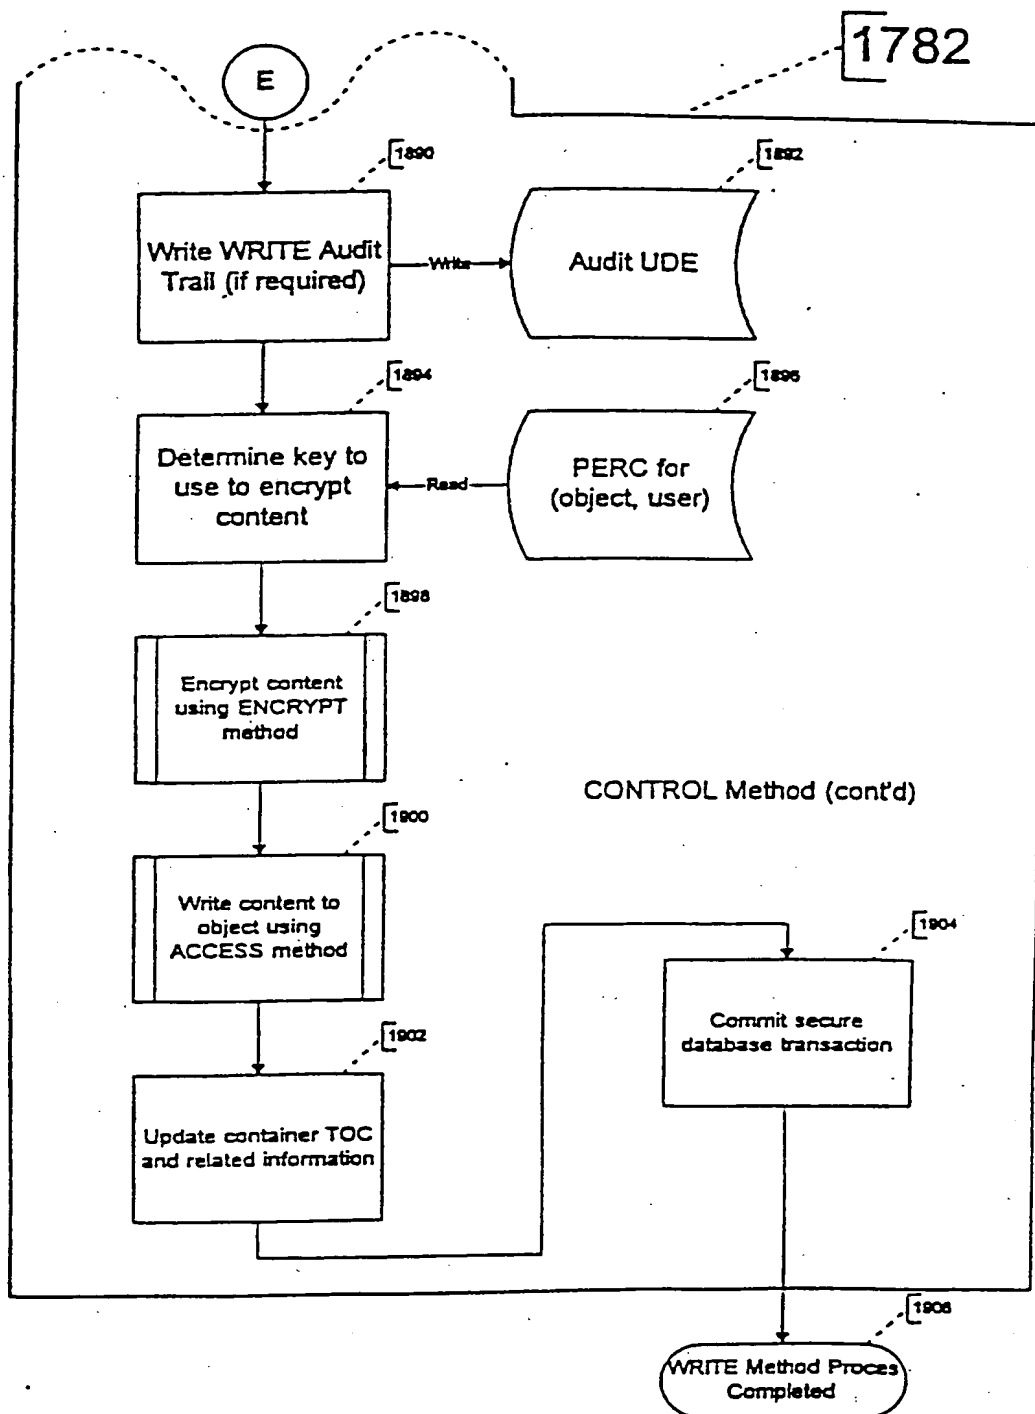 1782
E
1890
1892
Write WRITE Audit
Trail (if required)
Write
Audit UDE
1894
1896
Determine key to
use to encrypt
content
Read
PERC for
(object, user)
1898
Encrypt content
using ENCRYPT
method
CONTROL Method (cont'd)
1900
Write content to
object using
ACCESS method
1904
Commit secure
database transaction
1902
Update container TOC
and related information
1906
WRITE Method Proces
Completed